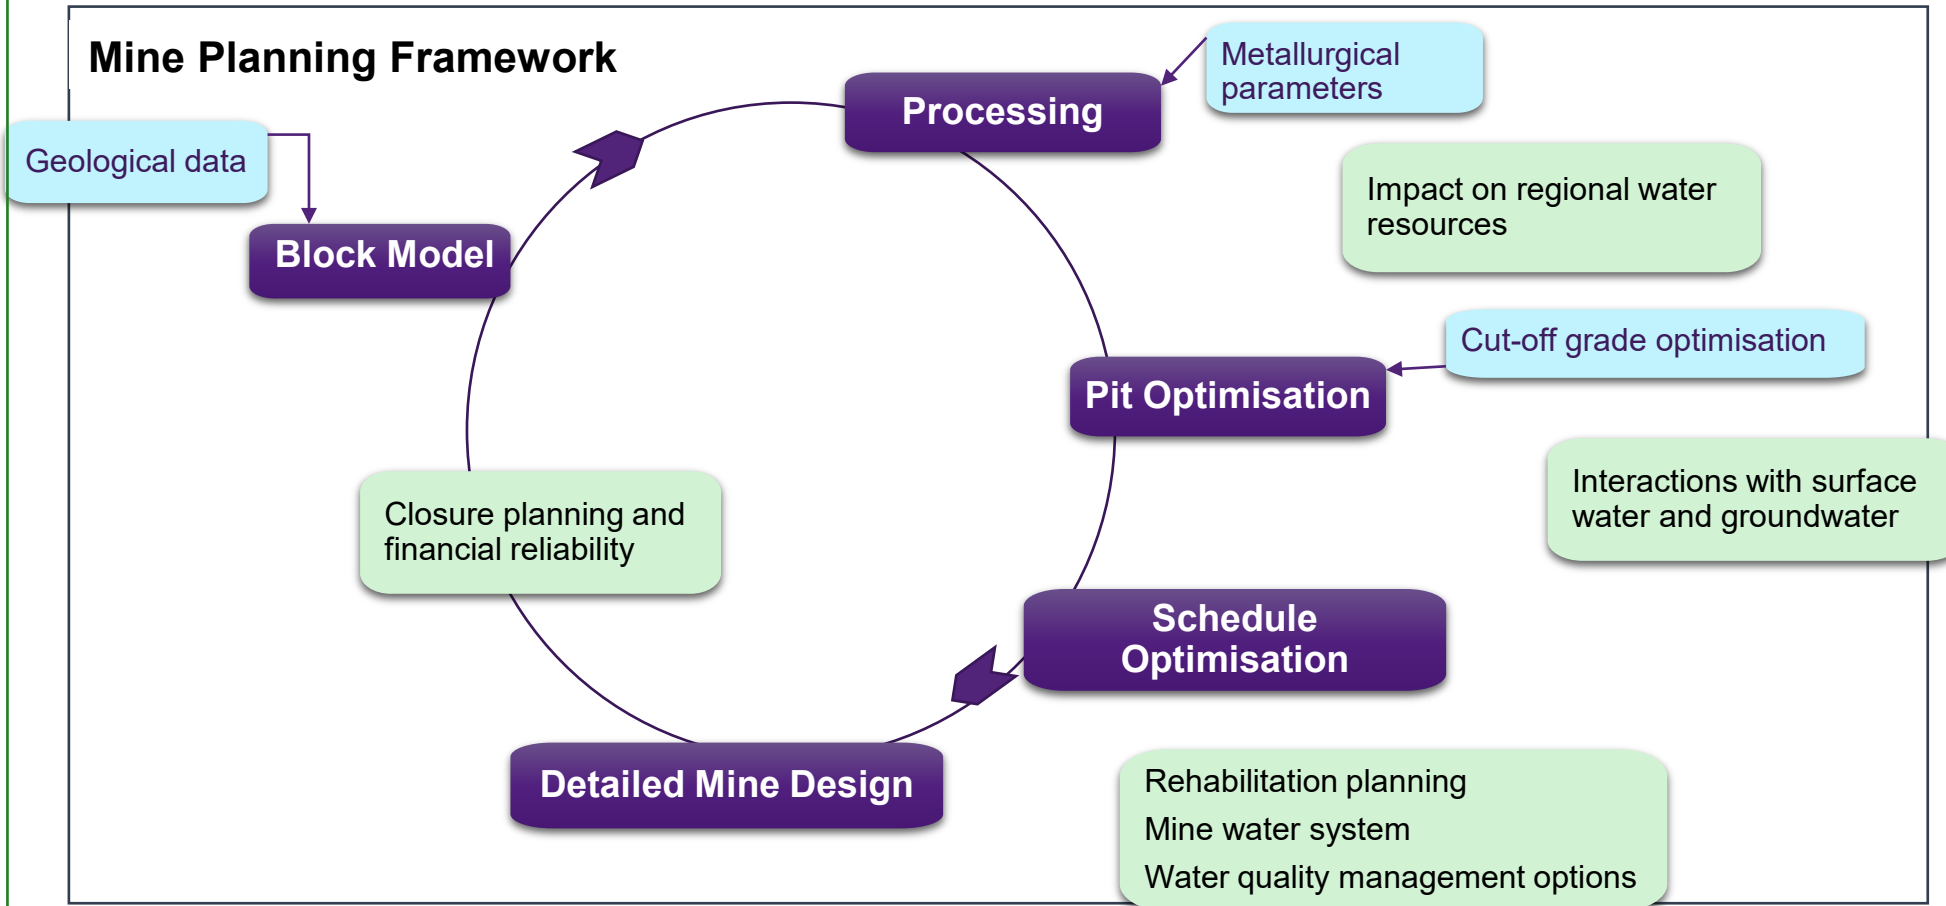 Mine Planning Framework
Metallurgical
parameters
Processing
Geological data
Impact on regional water
resources
Block Model
Cut-off grade optimisation
Pit Optimisation
Interactions with surface
water and groundwater
Closure planning and
financial reliability
Schedule
Optimisation
Detailed Mine Design
Rehabilitation planning
Mine water system
Water quality management options